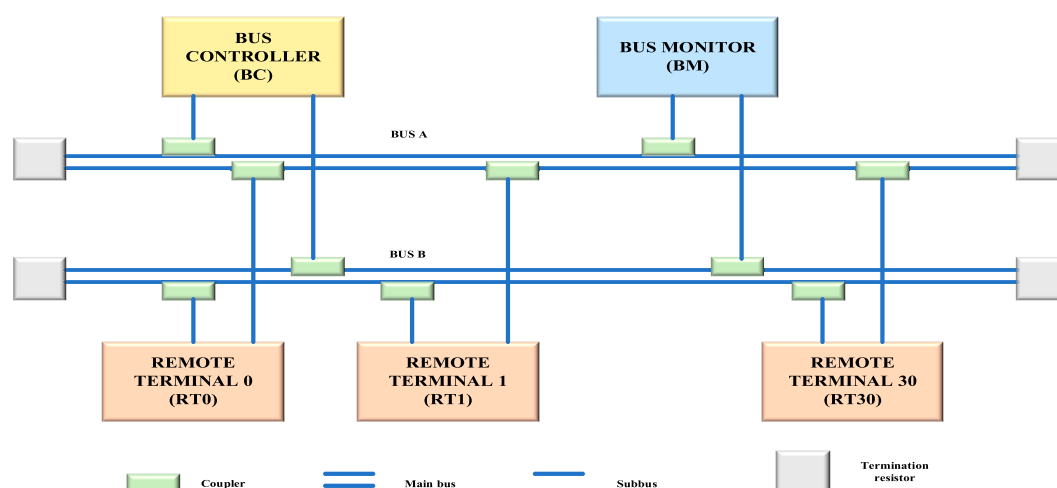 BUS
CONTROLLER
(BC)
BUS MONITOR
(BM)
BUS A
BUS B
REMOTE
TERMINAL 0
(RT0)
REMOTE
TERMINAL 1
(RT1)
REMOTE
TERMINAL 30
(RT30)
Coupler
Main bus
Subbus
Termination
resistor